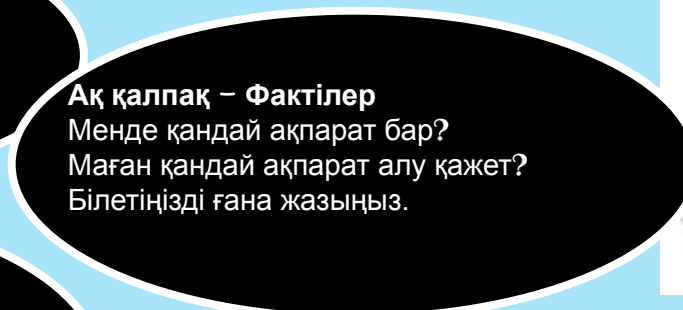 Ақ қалпақ – Фактілер
Менде қандай ақпарат бар?
Маған қандай ақпарат алу қажет?
Білетіңізді ғана жазыңыз.